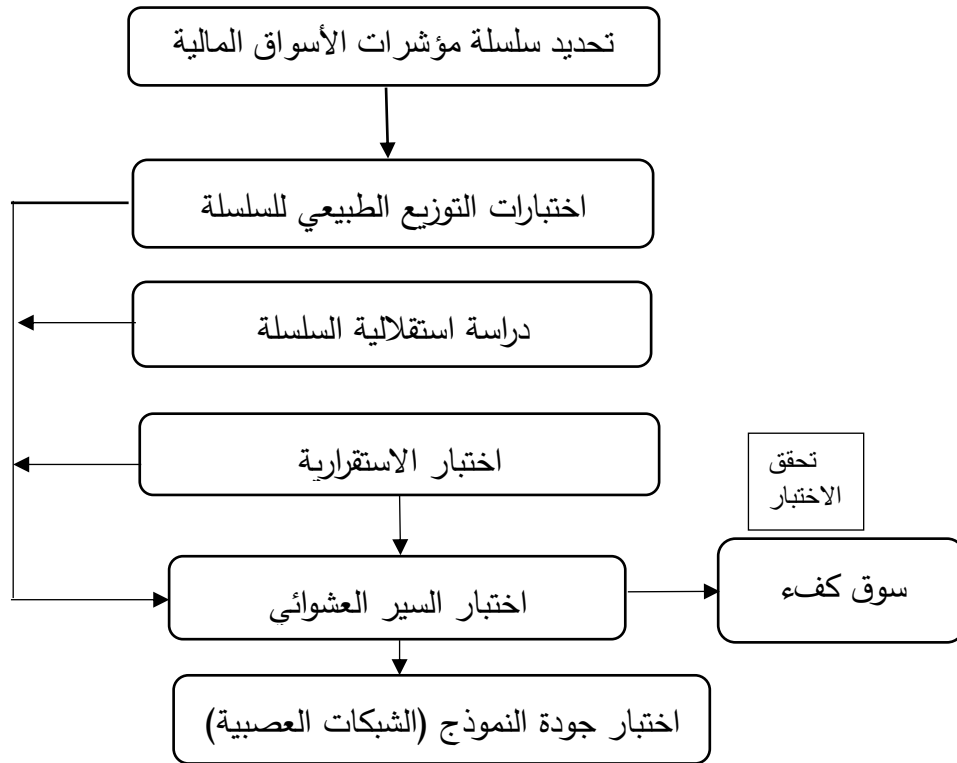 تحديد سلسلة مؤشرات الأسواق المالية
اختبارات التوزيع الطبيعي للسلسلة
دراسة استقلالية السلسلة
اختبار الاستقرارية
تحقق
الاختبار
اختبار السير العشوائي
سوق كفء
اختبار جودة النموذج (الشبكات العصبية)